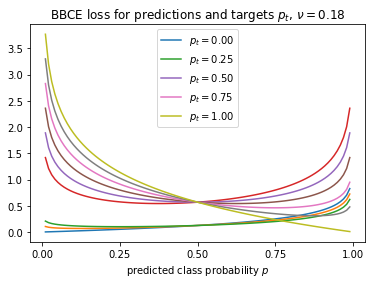 BBCE loss for predictions and targets $p_t$, ν = 0.18
3.5
3.0
2.5
2.0
1.5
1.0
0.5
0.0
$p_t$ = 0.00
$p_t$ = 0.25
$p_t$ = 0.50
$p_t$ = 0.75
$p_t$ = 1.00
0.00 0.25 0.50 0.75 1.00
predicted class probability p